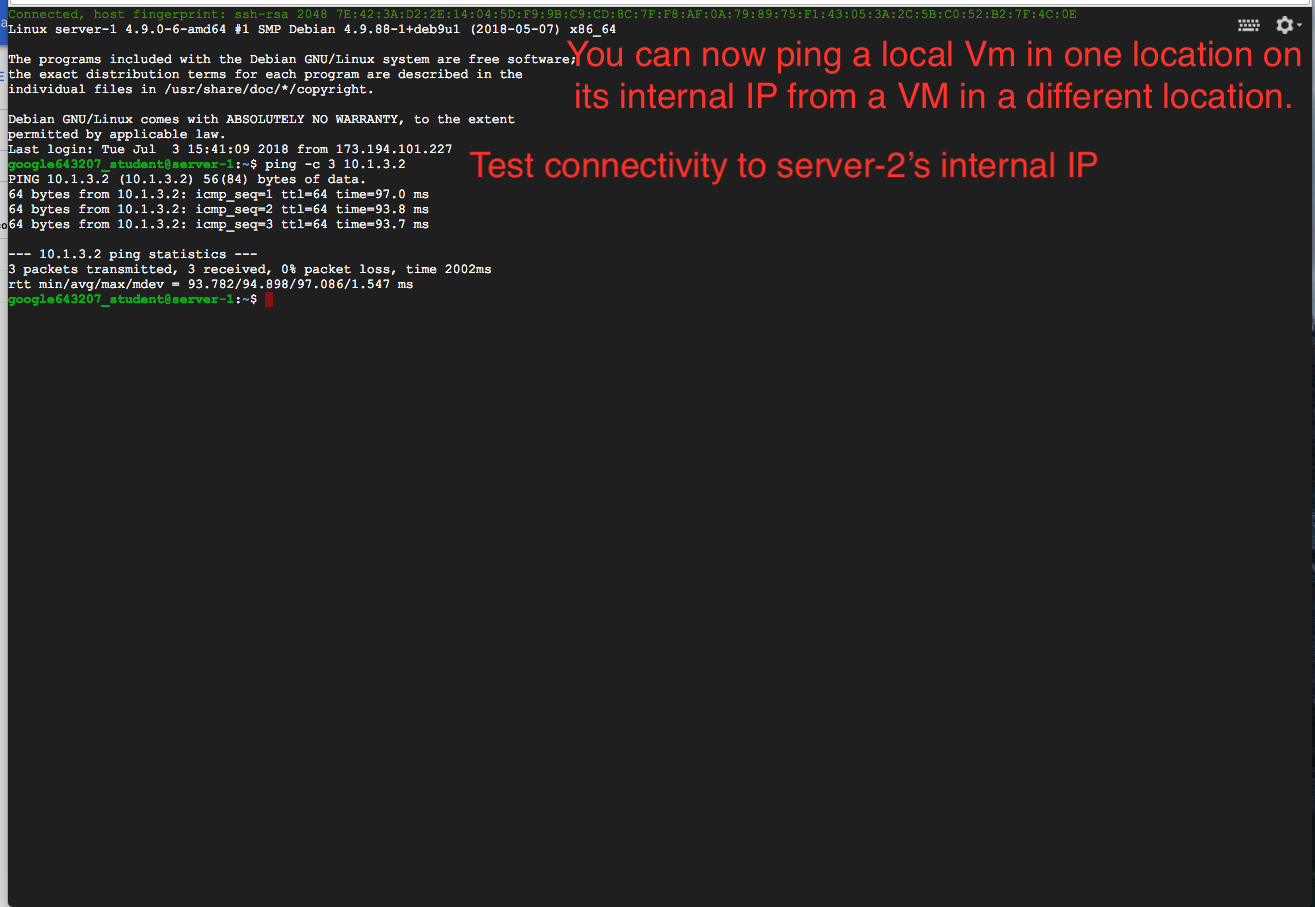 Connected, host fingerprint: ssh-rsa 2048 7E:42:3A:D2:2E:14:04:5D:F9:9B:C9:CD:8C:7F:F8:AF:0A:79:89:75:F1:43:05:3A:2C:5B:C0:52:B2:7F:4C:0E
Linux server-1 4.9.0-6-amd64 #1 SMP Debian 4.9.88-1+deb9u1 (2018-05-07) x86_64
You can now ping a local Vm in one location on
its internal IP from a VM in a different location.
The programs included with the Debian GNU/Linux system are free software;
the exact distribution terms for each program are described in the
individual files in /usr/share/doc/*/copyright.
Debian GNU/Linux comes with ABSOLUTELY NO WARRANTY, to the extent
permitted by applicable law.
Last login: Tue Jul  3 15:41:09 2018 from 173.194.101.227
Test connectivity to server-2's internal IP
google643207_student@server-1:~$ ping -c 3 10.1.3.2
PING 10.1.3.2 (10.1.3.2) 56(84) bytes of data.
64 bytes from 10.1.3.2: icmp_seq=1 ttl=64 time=97.0 ms
64 bytes from 10.1.3.2: icmp_seq=2 ttl=64 time=93.8 ms
64 bytes from 10.1.3.2: icmp_seq=3 ttl=64 time=93.7 ms
--- 10.1.3.2 ping statistics ---
3 packets transmitted, 3 received, 0% packet loss, time 2002ms
rtt min/avg/max/mdev = 93.782/94.898/97.086/1.547 ms
google643207_student@server-1:~$